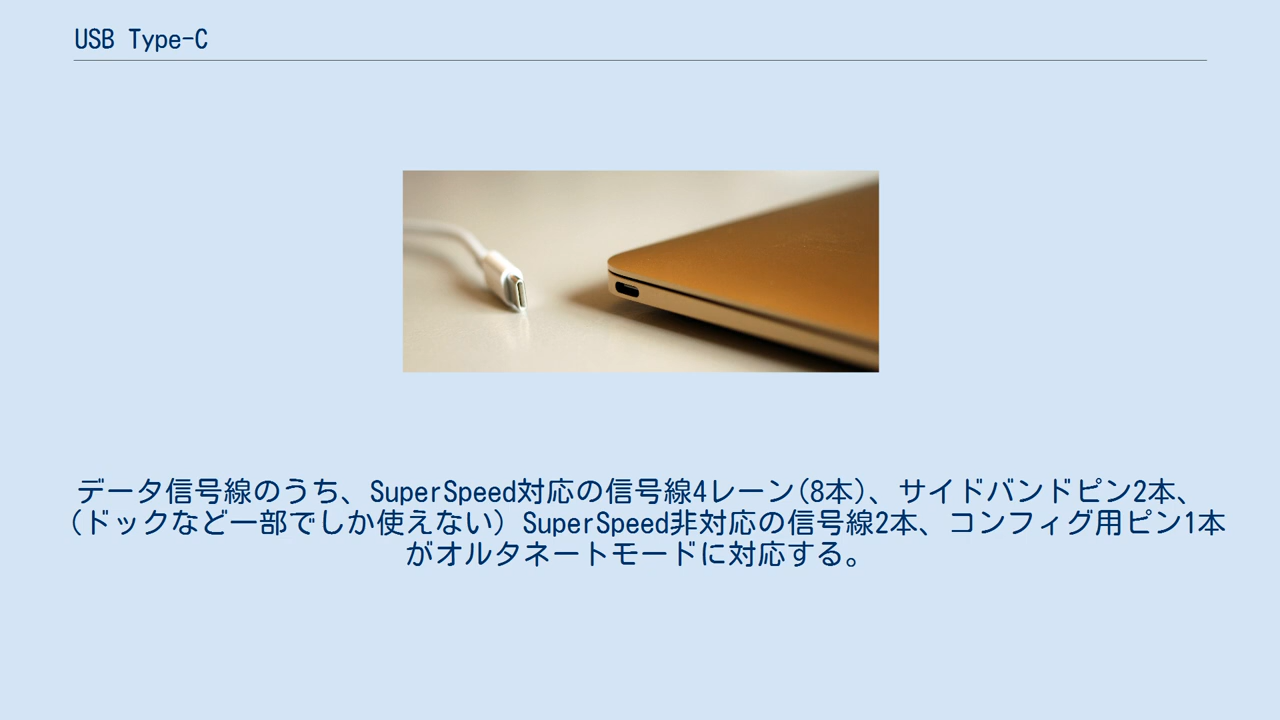 USB Type-C
データ信号線のうち、SuperSpeed対応の信号線4レーン(8本)、サイドバンドピン2本、
(ドックなど一部でしか使えない) SuperSpeed非対応の信号線2本、コンフィグ用ピン1本
がオルタネートモードに対応する。